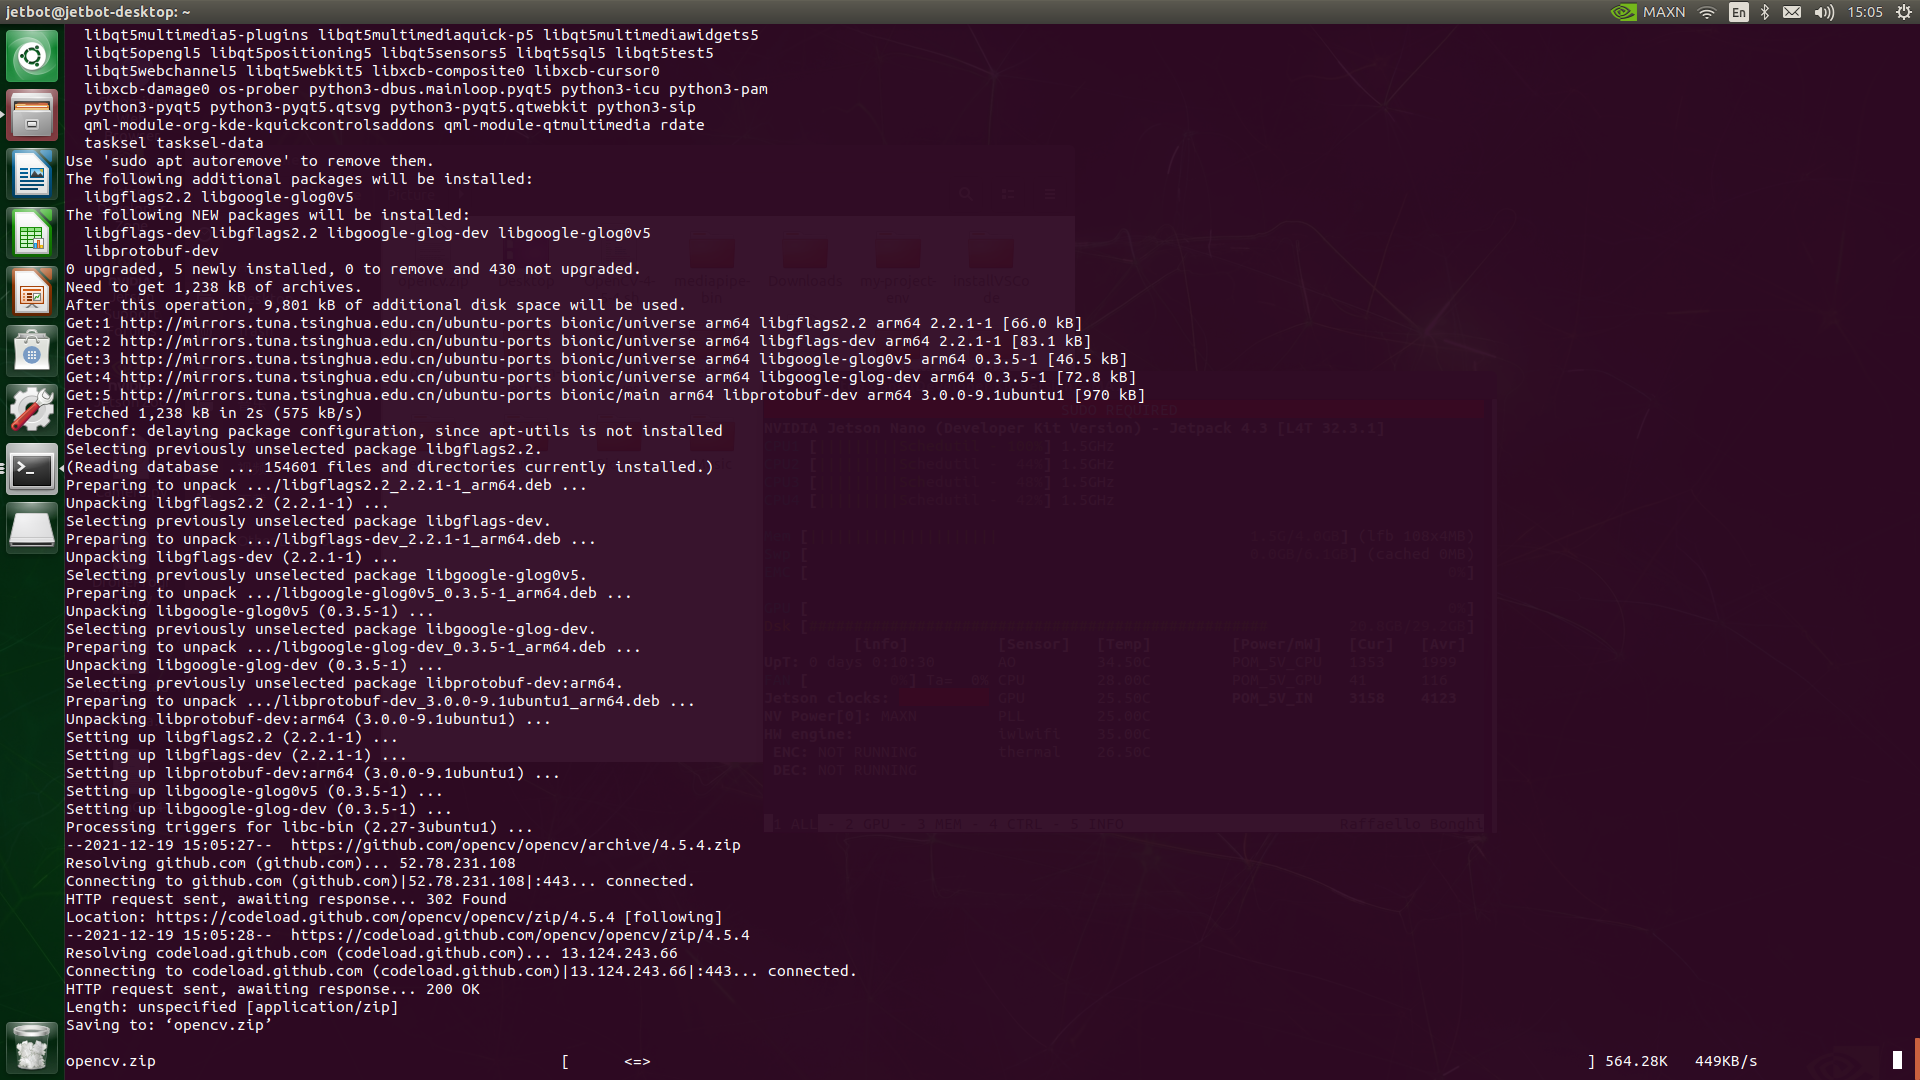 jetbot@jetbot-desktop: ~
MAXN
En
15:05
libqt5multimedia5-plugins libqt5multimediaquick-p5 libqt5multimediawidgets5
libqt5opengl5 libqt5positioning5 libqt5sensors5 libqt5sql5 libqt5test5
libqt5webchannel5 libqt5webkit5 libxcb-composite0 libxcb-cursor0
libxcb-damage0 os-prober python3-dbus.mainloop.pyqt5 python3-icu python3-pam
python3-pyqt5 python3-pyqt5.qtsvg python3-pyqt5.qtwebkit python3-sip
qml-module-org-kde-kquickcontrolsaddons qml-module-qtmultimedia rdate
tasksel tasksel-data
Use 'sudo apt autoremove' to remove them.
The following additional packages will be installed:
libgflags2.2 libgoogle-glog0v5
The following NEW packages will be installed:
libgflags-dev libgflags2.2 libgoogle-glog-dev libgoogle-glog0v5
libprotobuf-dev
0 upgraded, 5 newly installed, 0 to remove and 430 not upgraded.
Need to get 1,238 kB of archives.
After this operation, 9,801 kB of additional disk space will be used.
Get:1 http://mirrors.tuna.tsinghua.edu.cn/ubuntu-ports bionic/universe arm64 libgflags2.2 arm64 2.2.1-1 [66.0 kB]
Get:2 http://mirrors.tuna.tsinghua.edu.cn/ubuntu-ports bionic/universe arm64 libgflags-dev arm64 2.2.1-1 [83.1 kB]
Get:3 http://mirrors.tuna.tsinghua.edu.cn/ubuntu-ports bionic/universe arm64 libgoogle-glog0v5 arm64 0.3.5-1 [46.5 kB]
Get:4 http://mirrors.tuna.tsinghua.edu.cn/ubuntu-ports bionic/universe arm64 libgoogle-glog-dev arm64 0.3.5-1 [72.8 kB]
Get:5 http://mirrors.tuna.tsinghua.edu.cn/ubuntu-ports bionic/main arm64 libprotobuf-dev arm64 3.0.0-9.1ubuntu1 [970 kB]
Fetched 1,238 kB in 2s (575 kB/s)
debconf: delaying package configuration, since apt-utils is not installed
Selecting previously unselected package libgflags2.2.
(Reading database ... 154601 files and directories currently installed.)
Preparing to unpack .../libgflags2.2_2.2.1-1_arm64.deb ...
Unpacking libgflags2.2 (2.2.1-1) ...
Selecting previously unselected package libgflags-dev.
Preparing to unpack .../libgflags-dev_2.2.1-1_arm64.deb ...
Unpacking libgflags-dev (2.2.1-1) ...
Selecting previously unselected package libgoogle-glog0v5.
Preparing to unpack .../libgoogle-glog0v5_0.3.5-1_arm64.deb ...
Unpacking libgoogle-glog0v5 (0.3.5-1) ...
Selecting previously unselected package libgoogle-glog-dev.
Preparing to unpack .../libgoogle-glog-dev_0.3.5-1_arm64.deb ...
Unpacking libgoogle-glog-dev (0.3.5-1) ...
Selecting previously unselected package libprotobuf-dev:arm64.
Preparing to unpack .../libprotobuf-dev_3.0.0-9.1ubuntu1_arm64.deb ...
Unpacking libprotobuf-dev:arm64 (3.0.0-9.1ubuntu1) ...
Setting up libgflags2.2 (2.2.1-1) ...
Setting up libgflags-dev (2.2.1-1) ...
Setting up libprotobuf-dev:arm64 (3.0.0-9.1ubuntu1) ...
Setting up libgoogle-glog0v5 (0.3.5-1) ...
Setting up libgoogle-glog-dev (0.3.5-1) ...
Processing triggers for libc-bin (2.27-3ubuntu1) ...
--2021-12-19 15:05:27--  https://github.com/opencv/opencv/archive/4.5.4.zip
Resolving github.com (github.com)... 52.78.231.108
Connecting to github.com (github.com)|52.78.231.108|:443... connected.
HTTP request sent, awaiting response... 302 Found
Location: https://codeload.github.com/opencv/opencv/zip/4.5.4 [following]
--2021-12-19 15:05:28--  https://codeload.github.com/opencv/opencv/zip/4.5.4
Resolving codeload.github.com (codeload.github.com)... 13.124.243.66
Connecting to codeload.github.com (codeload.github.com)|13.124.243.66|:443... connected.
HTTP request sent, awaiting response... 200 OK
Length: unspecified [application/zip]
Saving to: ‘opencv.zip’
opencv.zip [ <=> ] 564.28K 449KB/s
SUDO REQUIRED
NVIDIA Jetson Nano (Developer Kit Version) - Jetpack 4.3 [L4T 32.3.1]
[info] [Sensor] [Temp] [Power/mW] [Cur] [Avr]